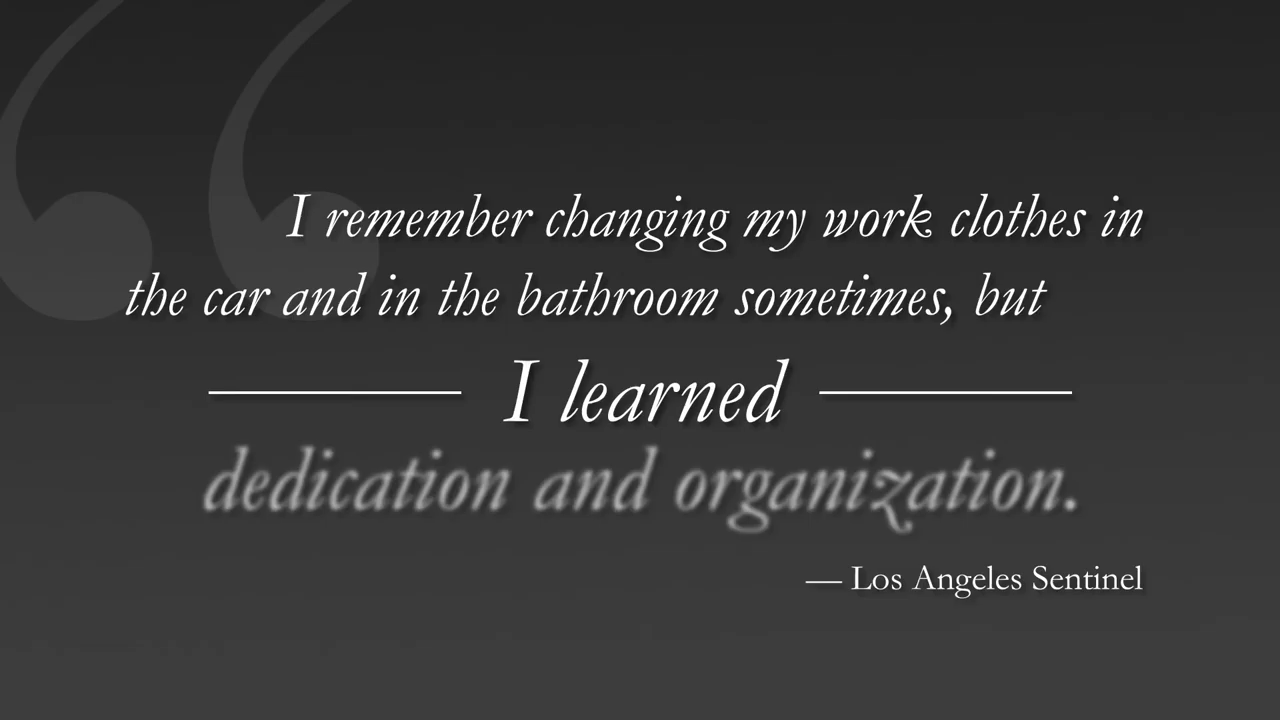 I remember changing my work clothes in
the car and in the bathroom sometimes, but
I learned
dedication and organization.
— Los Angeles Sentinel